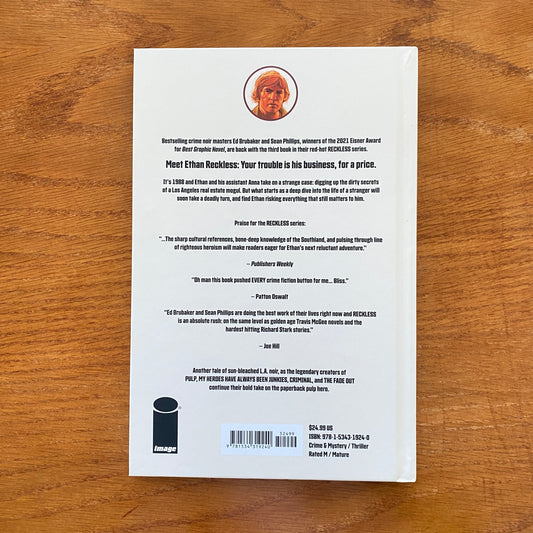 Bestselling crime noir masters Ed Brubaker and Sean Phillips, winners of the 2021 Eisner Award
for Best Graphic Novel, are back with the third book in their red-hot RECKLESS series.
Meet Ethan Reckless: Your trouble is his business, for a price.
It's 1988 and Ethan and his assistant Anna take on a strange case: digging up the dirty secrets
of a Los Angeles real estate mogul. But what starts as a deep dive into the life of a stranger will
soon take a deadly turn, and find Ethan risking everything that still matters to him.
Praise for the RECKLESS series:
"...The sharp cultural references, bone-deep knowledge of the Southland, and pulsing through line
of righteous heroism will make readers eager for Ethan's next reluctant adventure."
– Publishers Weekly
"Oh man this book pushed EVERY crime fiction button for me... Bliss."
– Patton Oswalt
"Ed Brubaker and Sean Phillips are doing the best work of their lives right now and RECKLESS
is an absolute rush: on the same level as golden age Travis McGee novels and the
hardest hitting Richard Stark stories."
– Joe Hill
Another tale of sun-bleached L.A. noir, as the legendary creators of
PULP, MY HEROES HAVE ALWAYS BEEN JUNKIES, CRIMINAL, and THE FADE OUT
continue their bold take on the paperback pulp hero.
image
52499
9 781534 319240
$24.99 US
ISBN: 978-1-5343-1924-0
Crime & Mystery / Thriller
Rated M / Mature